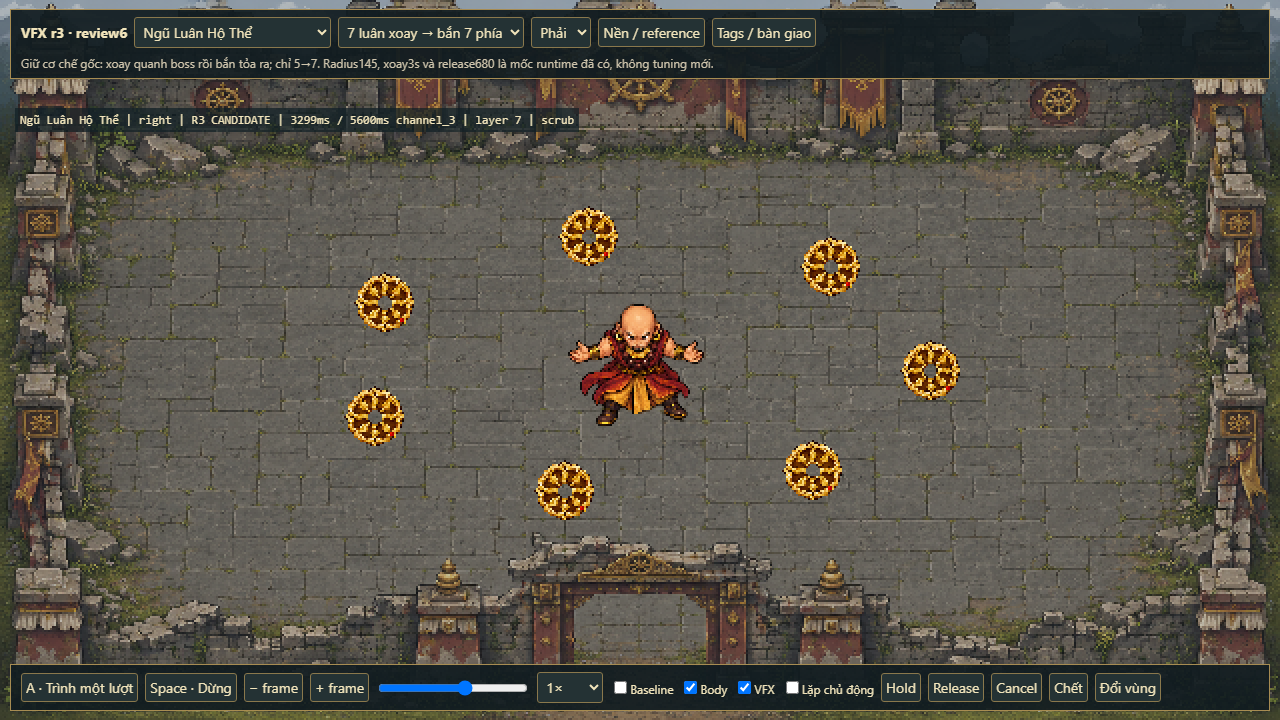 VFX r3 · review6 Ngũ Luân Hộ Thể 7 luân xoay → bắn 7 phía Phải Nền / reference Tags / bàn giao
Giữ cơ chế gốc: xoay quanh boss rồi bắn tỏa ra; chỉ 5→7. Radius145, xoay3s và release680 là mốc runtime đã có, không tuning mới.
Ngũ Luân Hộ Thể | right | R3 CANDIDATE | 3299ms / 5600ms channel_3 | layer 7 | scrub
A · Trình một lượt Space · Dừng − frame + frame 1× Baseline Body VFX Lặp chủ động Hold Release Cancel Chết Đổi vùng